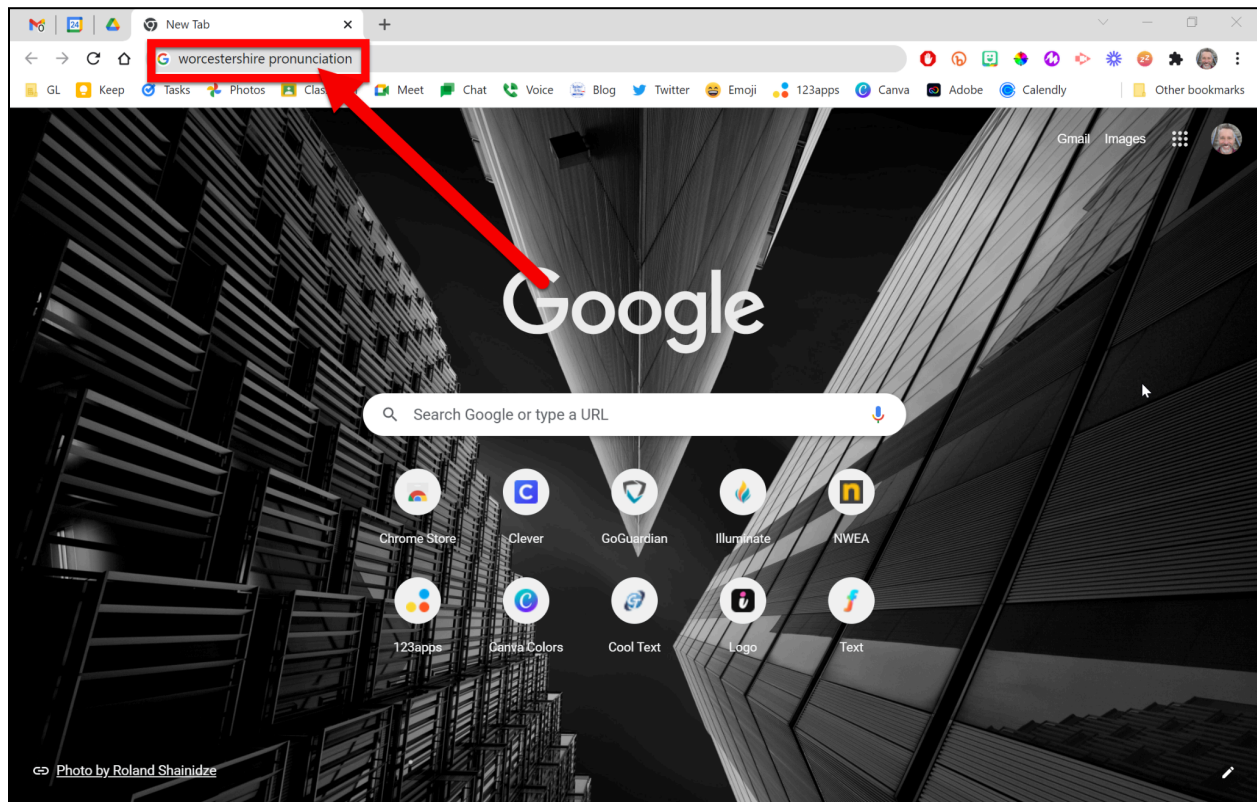 24 New Tab
worcestershire pronunciation
GL Keep Tasks Photos Meet Chat Voice Blog Twitter Emoji 123apps Canva Adobe Calendly Other bookmarks
Gmail Images
Google
Search Google or type a URL
Chrome Store Clever GoGuardian Illuminate NWEA
123apps Canva Colors Cool Text Logo Text
Photo by Roland Shainidze